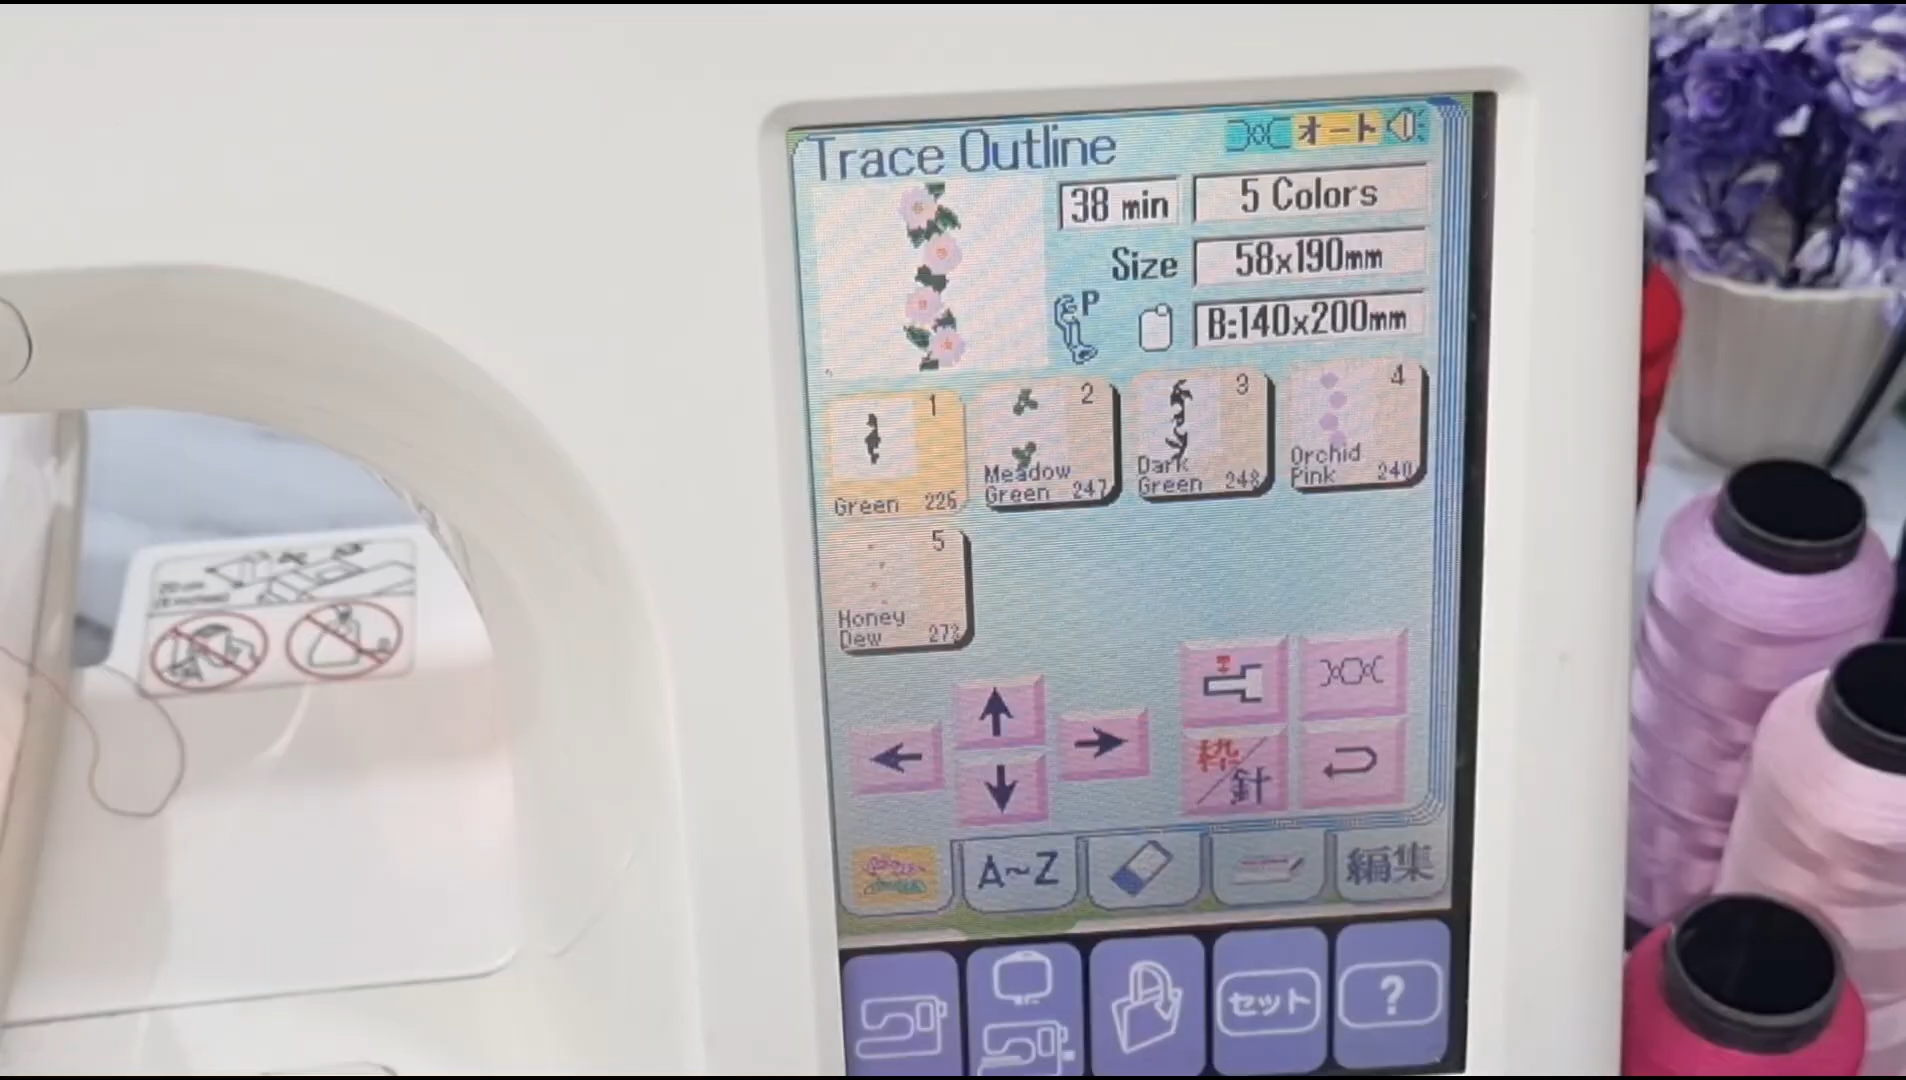 Trace Outline
オート
38 min
5 Colors
Size
58x190mm
P
B:140x200mm
1
Green 226
2
Meadow
Green 247
3
Dark
Green 248
4
Orchid
Pink 240
5
Honey
Dew 273
枠/針
A~Z
編集
セット
?